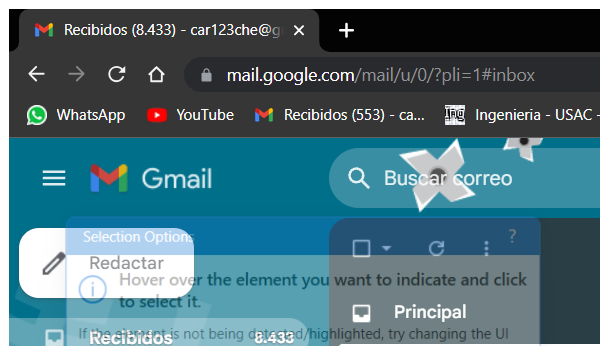 Recibidos (8.433) - car123che@g
mail.google.com/mail/u/0/?pli=1#inbox
WhatsApp YouTube Recibidos (553) - ca... Ing Ingenieria - USAC -
Gmail Buscar correo
Selection Options ?
Redactar
Hover over the element you want to indicate and click
to select it.
Principal
If the element is not being detected/highlighted, try changing the UI
Recibidos 8.433